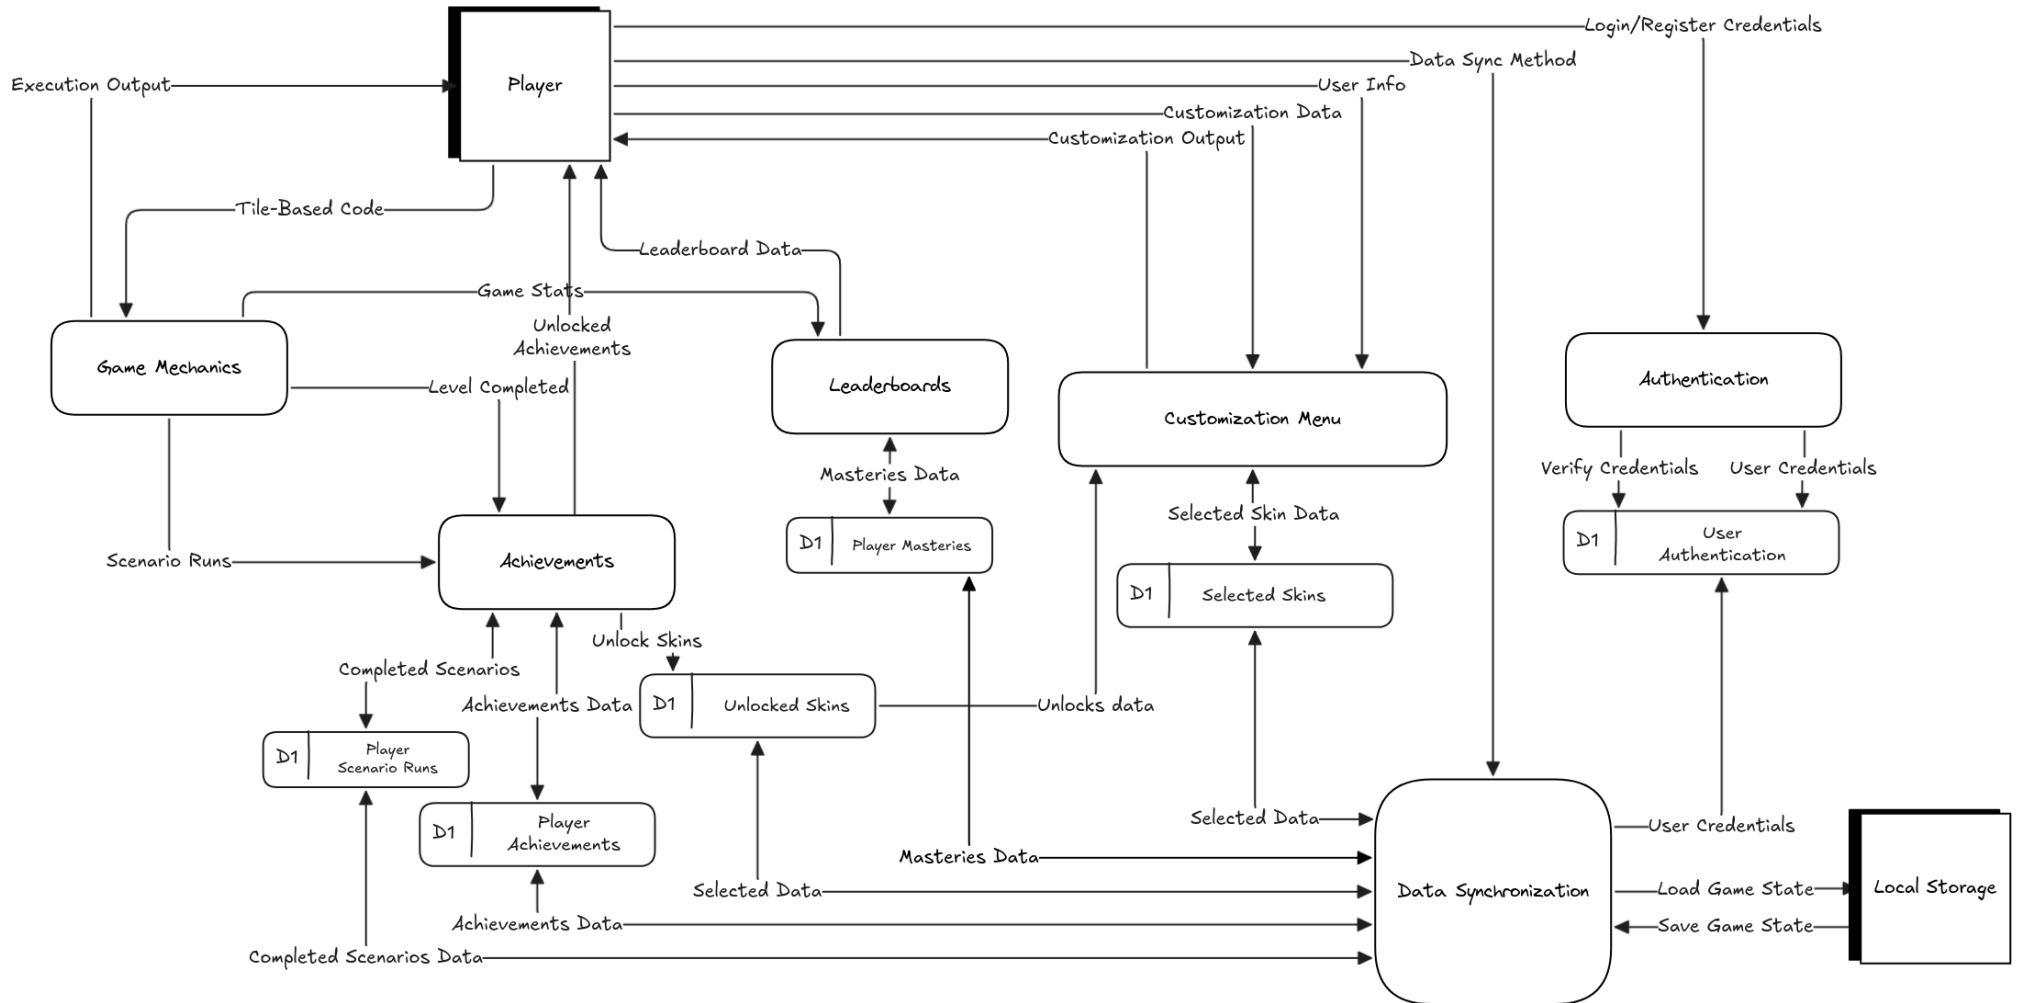 Login/Register Credentials
Data Sync Method
Execution Output
Player
User Info
Customization Data
Customization Output
Tile-Based Code
Leaderboard Data
Game Stats
Unlocked
Achievements
Game Mechanics
Level Completed
Leaderboards
Customization Menu
Authentication
Masteries Data
Verify Credentials
User Credentials
Selected Skin Data
D1
Player Masteries
D1
User
Authentication
Scenario Runs
Achievements
D1
Selected Skins
Unlock Skins
Completed Scenarios
Achievements Data
D1
Unlocked Skins
Unlocks data
D1
Player
Scenario Runs
D1
Player
Achievements
Selected Data
User Credentials
Masteries Data
Selected Data
Data Synchronization
Load Game State
Local Storage
Achievements Data
Save Game State
Completed Scenarios Data